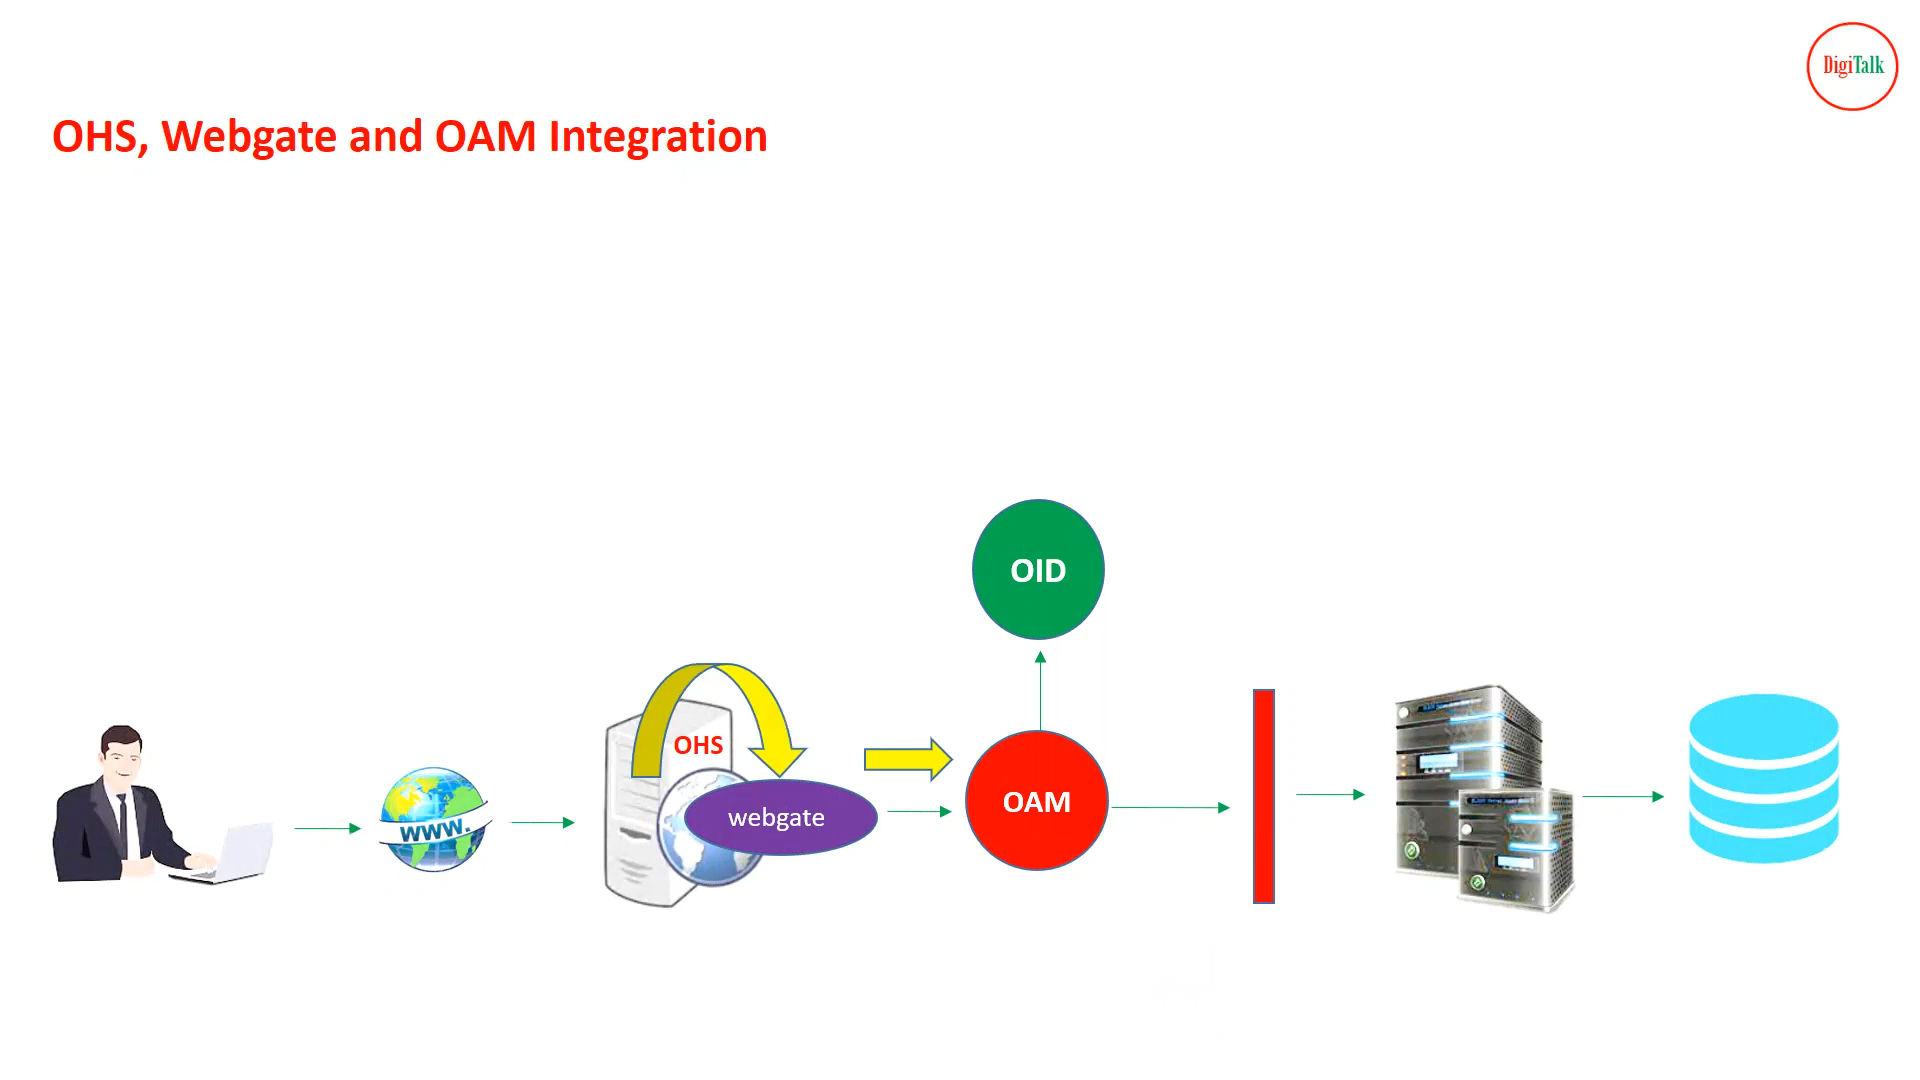 DigiTalk
OHS, Webgate and OAM Integration
OID
OHS
webgate
OAM
www.